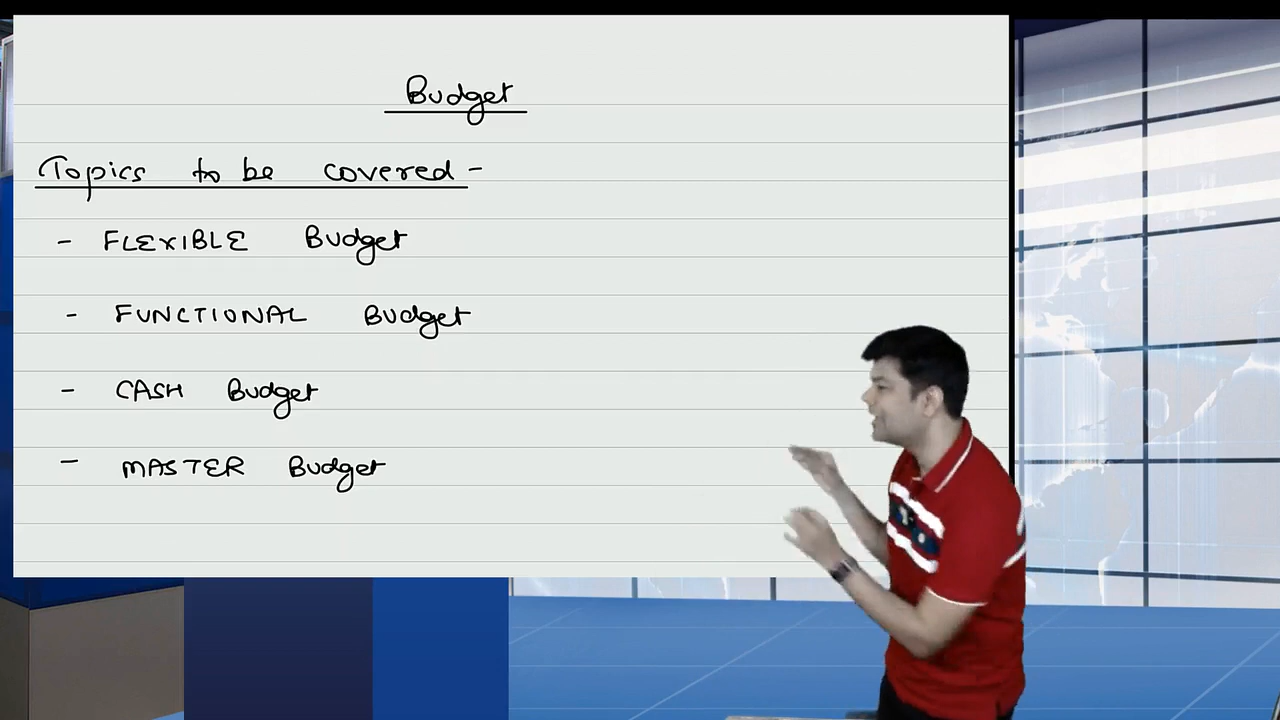 Budget
Topics to be covered -
- FLEXIBLE Budget
- FUNCTIONAL Budget
- CASH Budget
- MASTER Budget